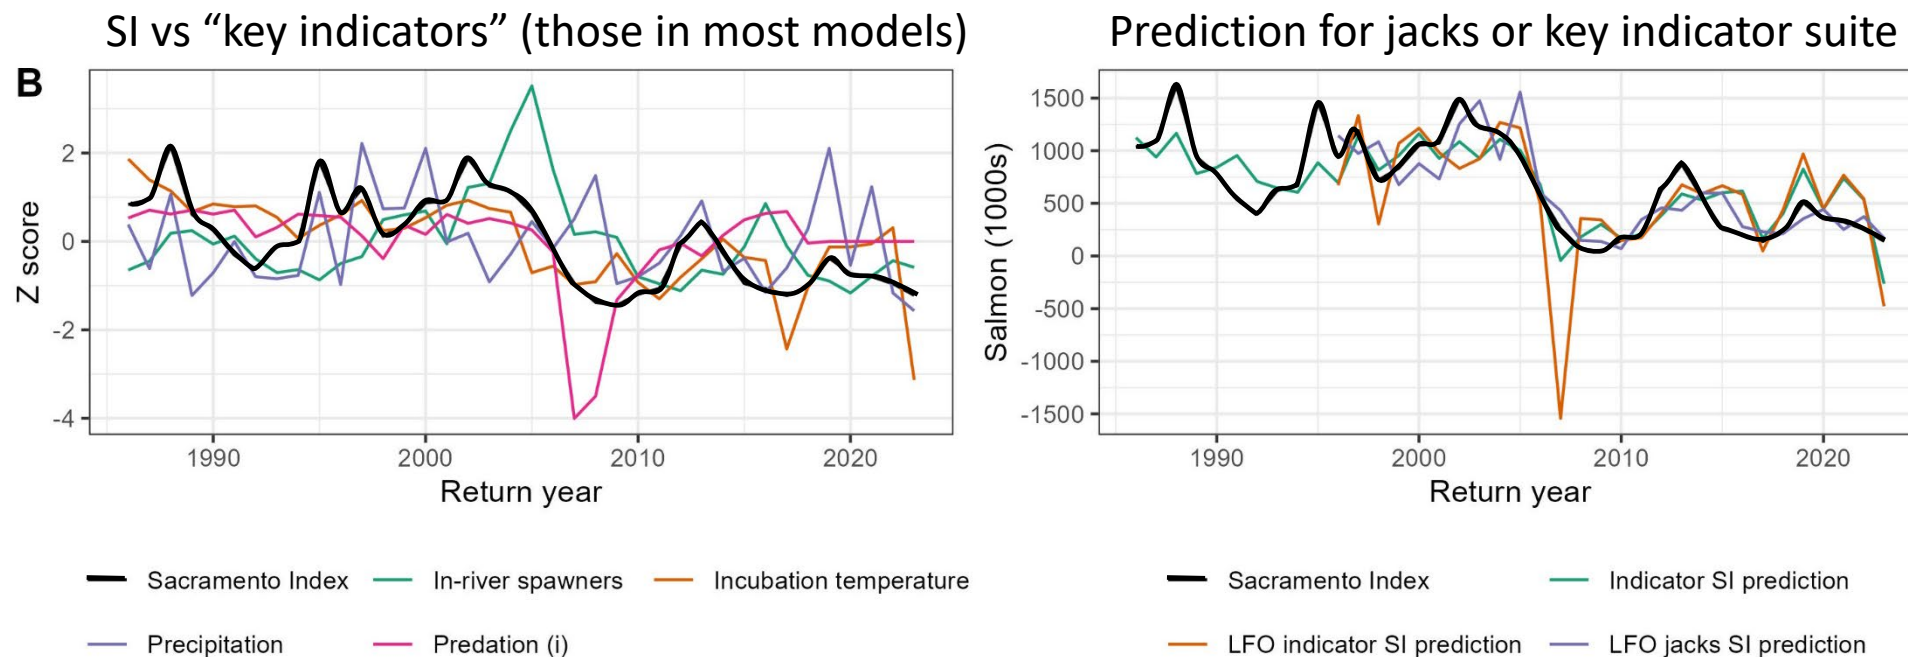 SI vs “key indicators” (those in most models)
B
2
0
-2
-4
Z score
1990 2000 2010 2020
Return year
Sacramento Index In-river spawners Incubation temperature
Precipitation Predation (i)
Prediction for jacks or key indicator suite
1500
1000
500
0
-500
-1000
-1500
Salmon (1000s)
1990 2000 2010 2020
Return year
Sacramento Index Indicator SI prediction
LFO indicator SI prediction LFO jacks SI prediction